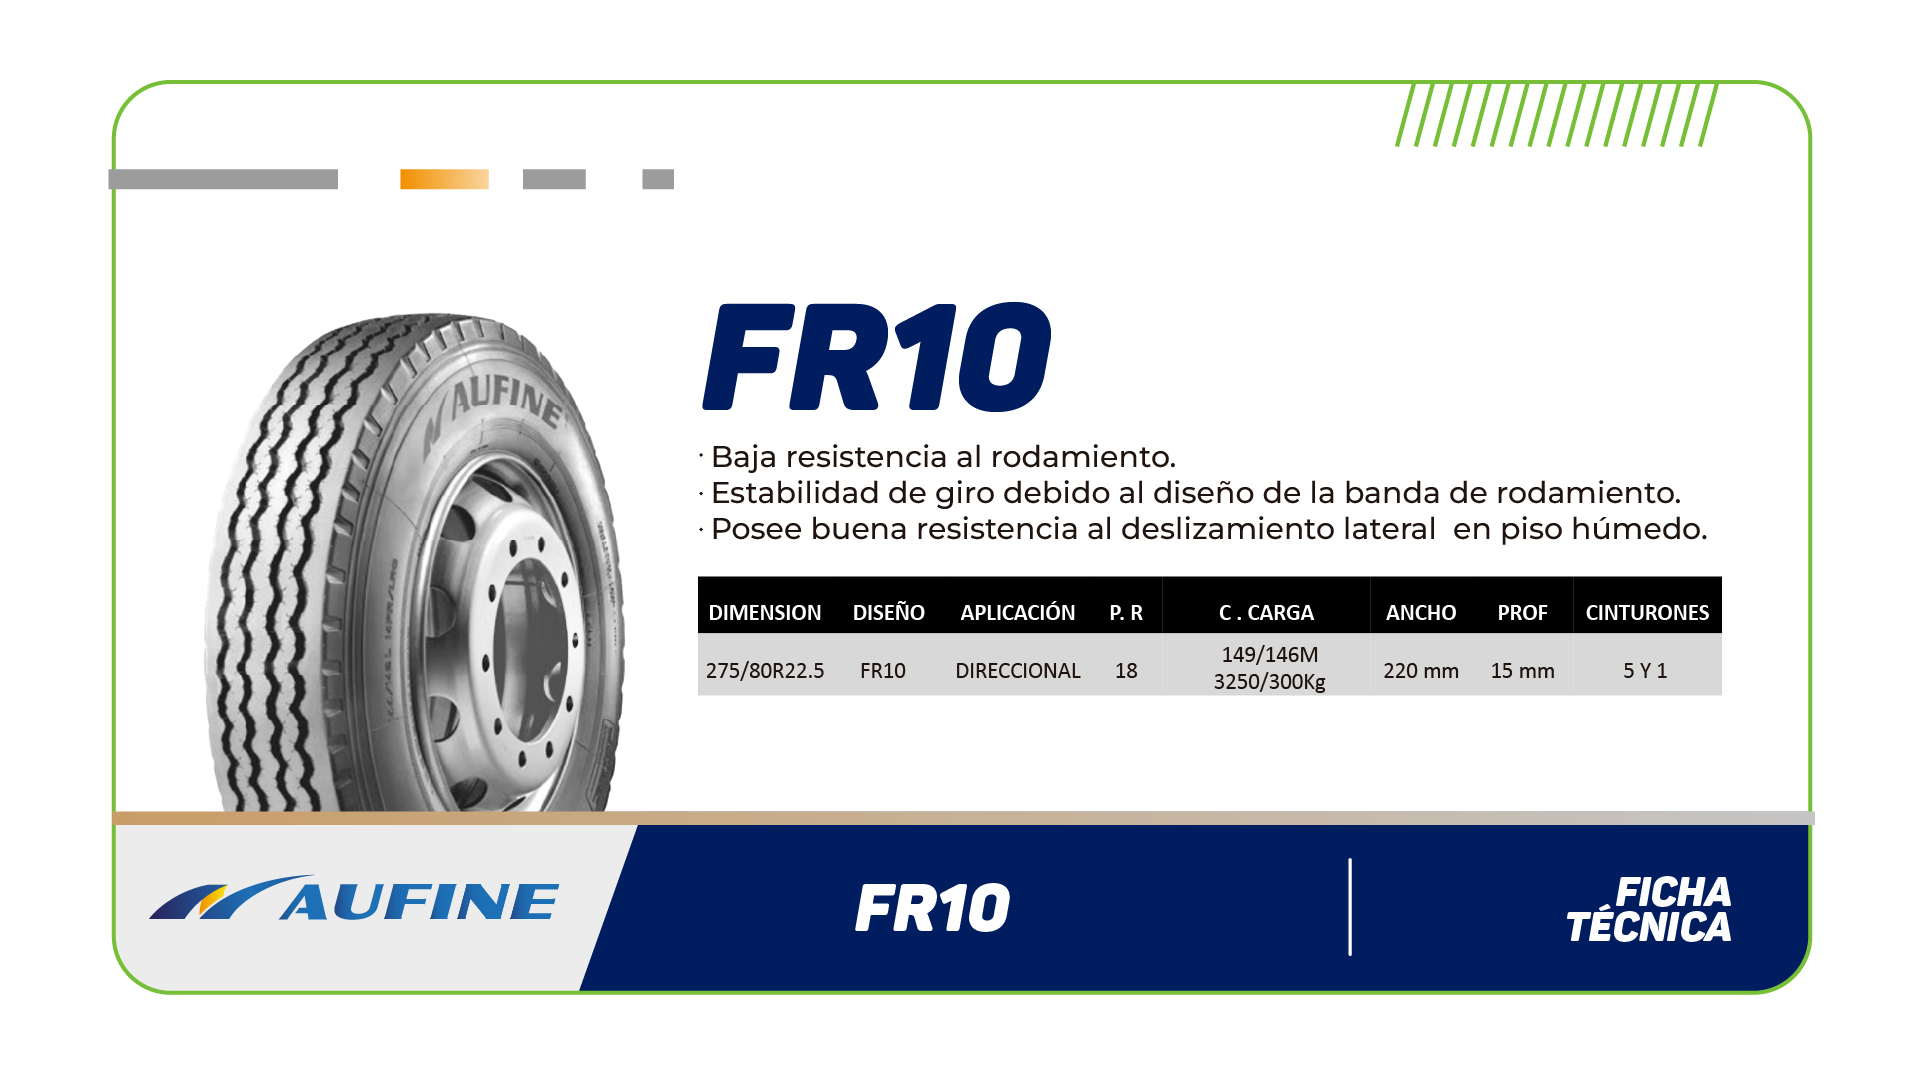 FR10
· Baja resistencia al rodamiento.
· Estabilidad de giro debido al diseño de la banda de rodamiento.
· Posee buena resistencia al deslizamiento lateral  en piso húmedo.
DIMENSION DISEÑO APLICACIÓN P. R C . CARGA ANCHO PROF CINTURONES
275/80R22.5 FR10 DIRECCIONAL 18 149/146M 3250/300Kg 220 mm 15 mm 5 Y 1
AUFINE
AUFINE
FR10
FICHA
TÉCNICA